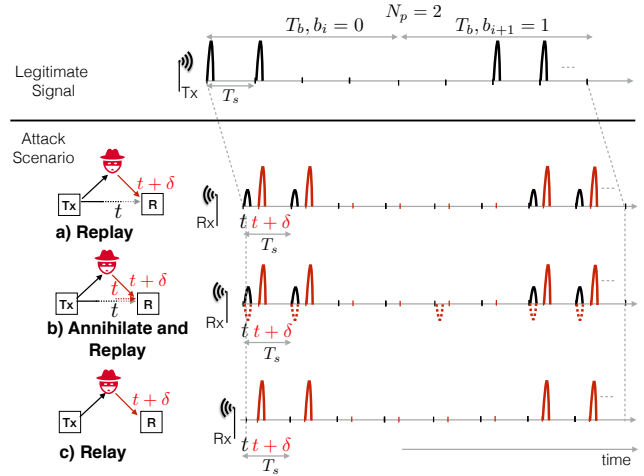 N_p = 2
T_b, b_i = 0
T_b, b_{i+1} = 1
Legitimate
Signal
Tx
T_s
Attack
Scenario
t + δ
Tx
t
R
a) Replay
Rx
t t + δ
T_s
t
t + δ
Tx
t
R
b) Annihilate and
Replay
Rx
t t + δ
T_s
t + δ
Tx
R
c) Relay
Rx
t t + δ
T_s
time